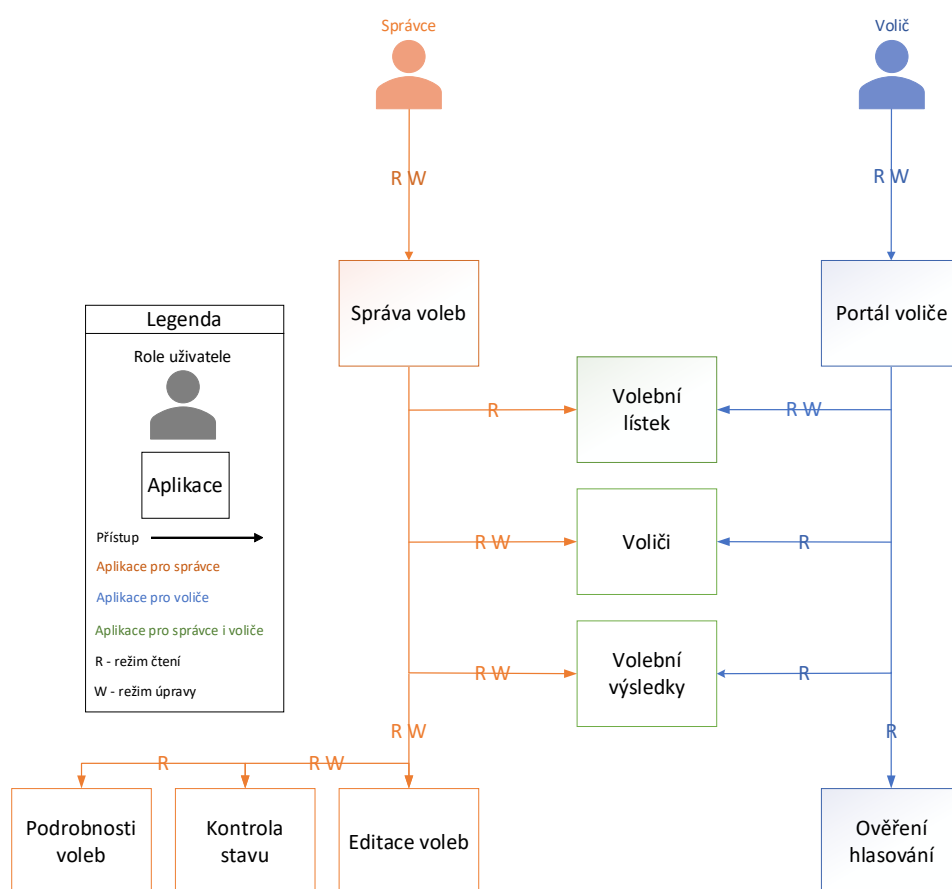 Správce
Volič
R W
R W
Správa voleb
Portál voliče
Legenda
Role uživatele
Aplikace
Přístup
Aplikace pro správce
Aplikace pro voliče
Aplikace pro správce i voliče
R - režim čtení
W - režim úpravy
R
Volební
lístek
R W
R W
Voliči
R
R W
Volební
výsledky
R
R W
R
R
R W
Podrobnosti
voleb
Kontrola
stavu
Editace voleb
Ověření
hlasování